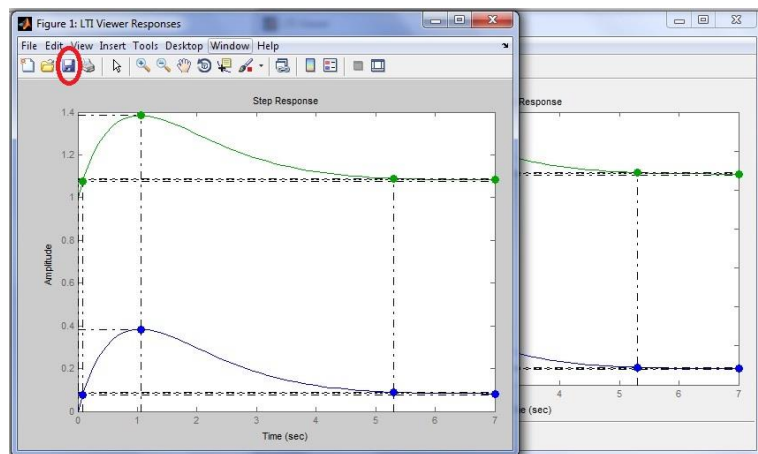 Figure 1: LTI Viewer Responses
File Edit View Insert Tools Desktop Window Help
Step Response
1.4
1.2
1
0.8
0.6
0.4
0.2
0
Amplitude
0 1 2 3 4 5 6 7
Time (sec)
Response
4 5 6 7
e (sec)